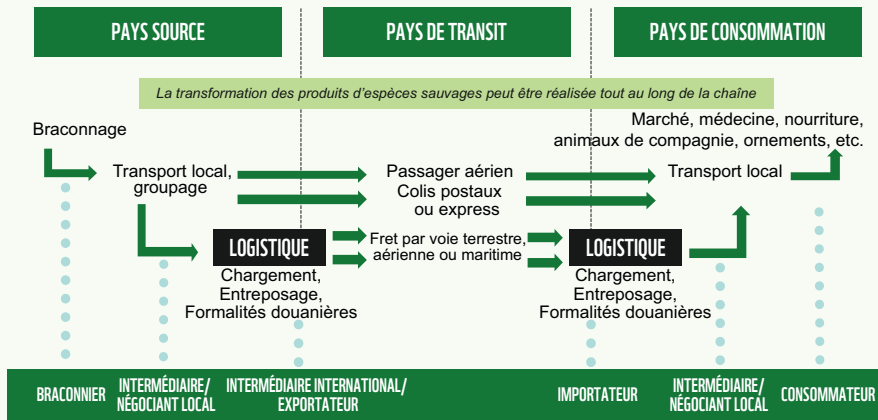 PAYS SOURCE
PAYS DE TRANSIT
PAYS DE CONSOMMATION
La transformation des produits d'espèces sauvages peut être réalisée tout au long de la chaîne
Braconnage
Marché, médecine, nourriture,
animaux de compagnie, ornements, etc.
Transport local,
groupage
Passager aérien
Colis postaux
ou express
Transport local
LOGISTIQUE
Chargement,
Entreposage,
Formalités douanières
Fret par voie terrestre,
aérienne ou maritime
LOGISTIQUE
Chargement,
Entreposage,
Formalités douanières
BRACONNIER
INTERMÉDIAIRE/
NÉGOCIANT LOCAL
INTERMÉDIAIRE INTERNATIONAL/
EXPORTATEUR
IMPORTATEUR
INTERMÉDIAIRE/
NÉGOCIANT LOCAL
CONSOMMATEUR